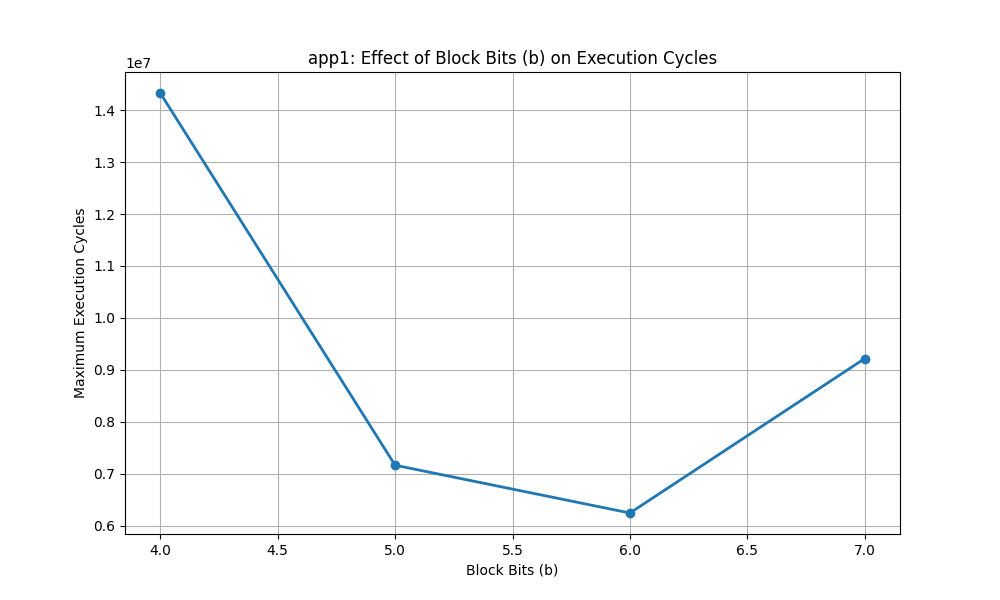 app1: Effect of Block Bits (b) on Execution Cycles
1e7
1.4
1.3
1.2
1.1
1.0
0.9
0.8
0.7
0.6
Maximum Execution Cycles
4.0 4.5 5.0 5.5 6.0 6.5 7.0
Block Bits (b)